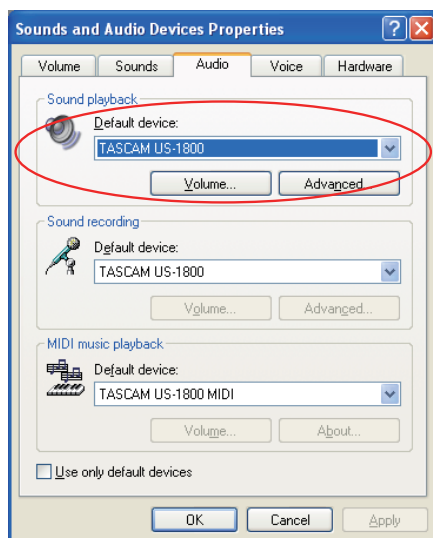 Sounds and Audio Devices Properties
Volume Sounds Audio Voice Hardware
Sound playback
Default device:
TASCAM US-1800
Volume... Advanced...
Sound recording
Default device:
TASCAM US-1800
Volume... Advanced...
MIDI music playback
Default device:
TASCAM US-1800 MIDI
Volume... About...
Use only default devices
OK Cancel Apply